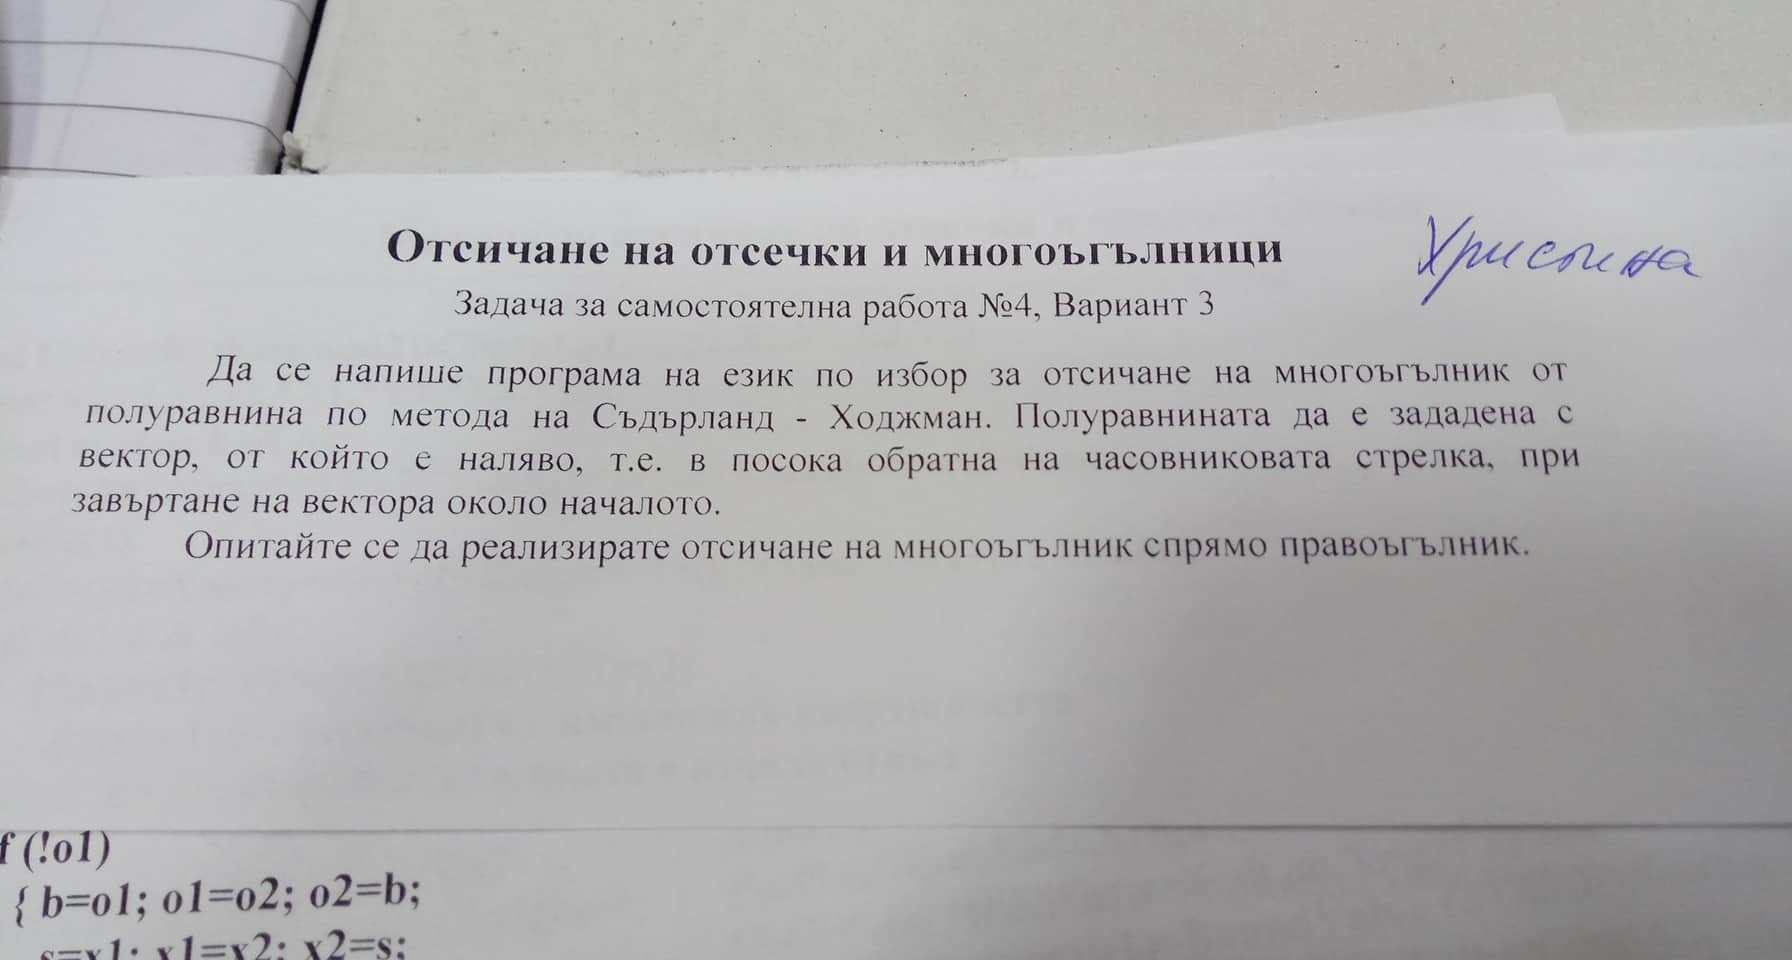 Отсичане на отсечки и многоъгълници
Христина
Задача за самостоятелна работа №4, Вариант 3
Да се напише програма на език по избор за отсичане на многоъгълник от
полуравнина по метода на Съдърланд - Ходжман. Полуравнината да е зададена с
вектор, от който е наляво, т.е. в посока обратна на часовниковата стрелка, при
завъртане на вектора около началото.
Опитайте се да реализирате отсичане на многоъгълник спрямо правоъгълник.
f (!o1)
{ b=o1; o1=o2; o2=b;
s=x1; x1=x2; x2=s;